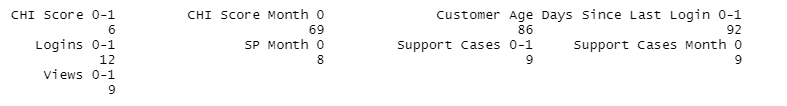 CHI Score 0-1 CHI Score Month 0 Customer Age Days Since Last Login 0-1
6 69 86 92
Logins 0-1 SP Month 0 Support Cases 0-1 Support Cases Month 0
12 8 9 9
Views 0-1
9